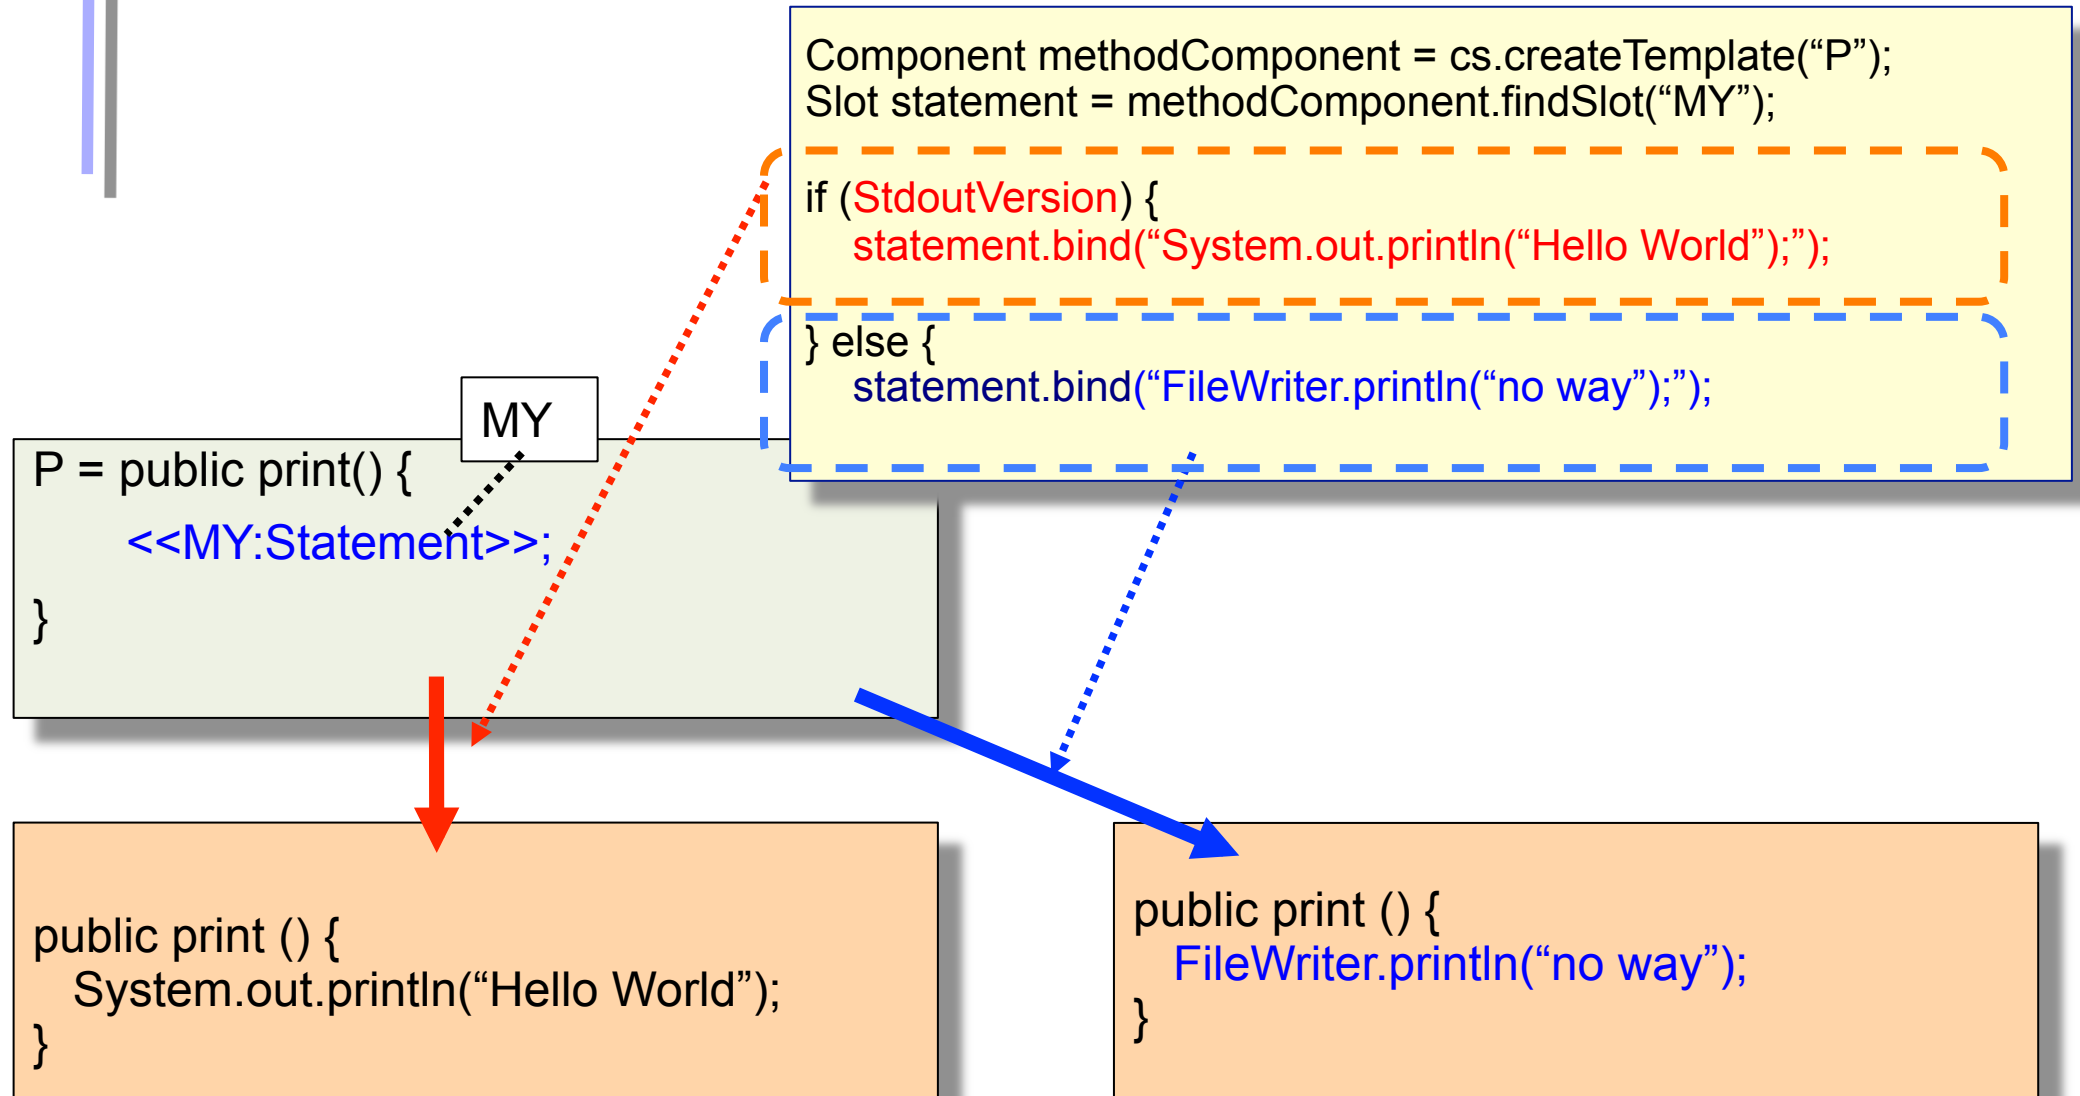 Component methodComponent = cs.createTemplate(“P”);
Slot statement = methodComponent.findSlot(“MY”);
if (StdoutVersion) {
statement.bind(“System.out.println(“Hello World”);”);
} else {
statement.bind(“FileWriter.println(“no way”);”);
MY
P = public print() {
<<MY:Statement>>;
}
public print () {
System.out.println(“Hello World”);
}
public print () {
FileWriter.println(“no way”);
}